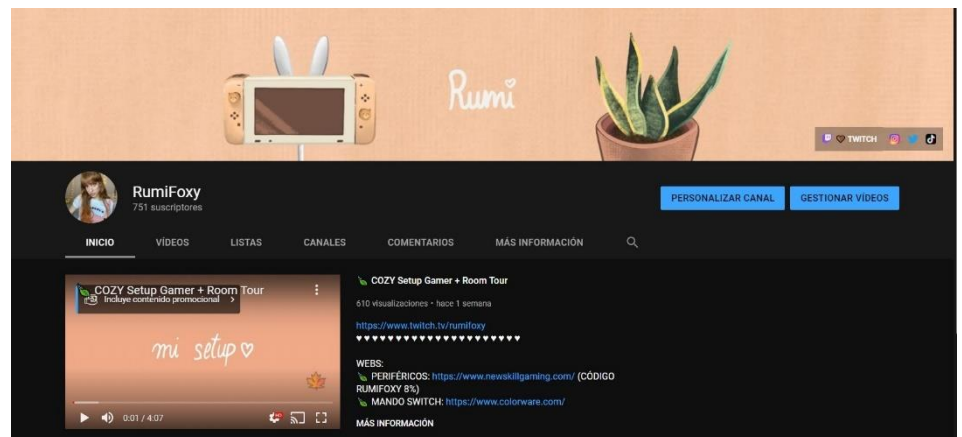 Rumi
TWITCH
RumiFoxy
751 suscriptores
PERSONALIZAR CANAL
GESTIONAR VÍDEOS
INICIO
VÍDEOS
LISTAS
CANALES
COMENTARIOS
MÁS INFORMACIÓN
COZY Setup Gamer + Room Tour
Incluye contenido promocional
mi setup
0:01 / 4:07
COZY Setup Gamer + Room Tour
610 visualizaciones • hace 1 semana
https://www.twitch.tv/rumifoxy
♥♥♥♥♥♥♥♥♥♥♥♥♥♥♥♥♥♥♥♥♥
WEBS:
PERIFÉRICOS: https://www.newskillgaming.com/ (CÓDIGO
RUMIFOXY 8%)
MANDO SWITCH: https://www.colorware.com/
MÁS INFORMACIÓN